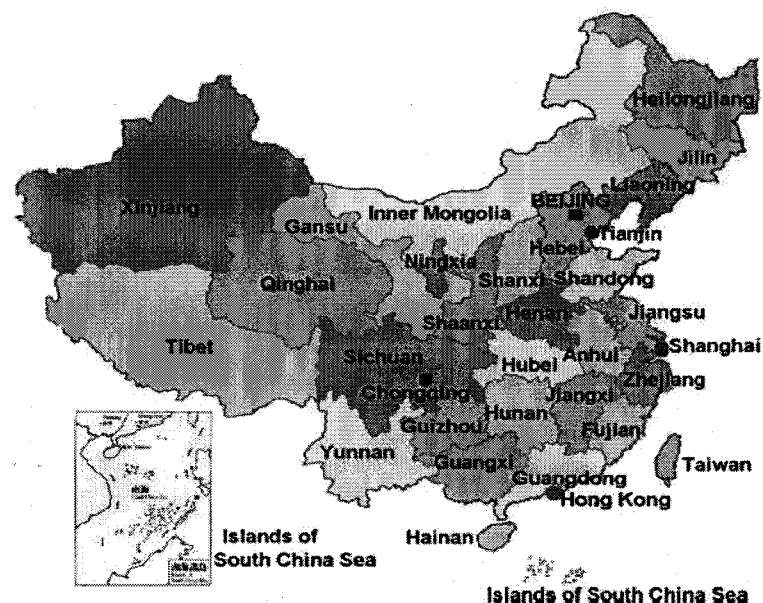 Heilongjiang
Jilin
Liaoning
BEIJING
Xinjiang
Inner Mongolia
Gansu
Tianjin
Hebei
Ningxia
Shanxi
Shandong
Qinghai
Henan
Jiangsu
Shaanxi
Tibet
Sichuan
Anhui
Shanghai
Hubei
Chongqing
Zhejiang
Jiangxi
Hunan
Guizhou
Fujian
Yunnan
Guangxi
Taiwan
Guangdong
Hong Kong
Islands of
South China Sea
Hainan
Islands of South China Sea